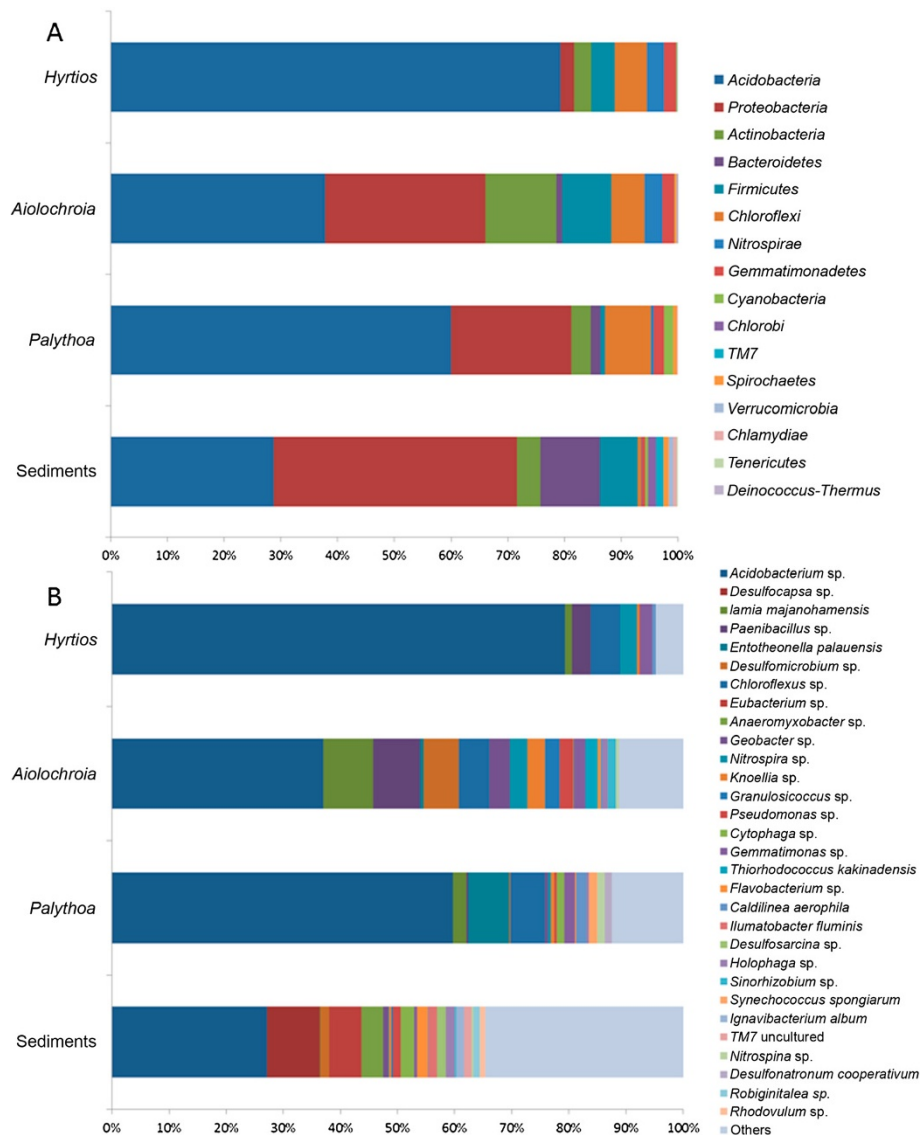 A
Hyrtios
Aiolochroia
Palythoa
Sediments
0% 10% 20% 30% 40% 50% 60% 70% 80% 90% 100%
Acidobacteria
Proteobacteria
Actinobacteria
Bacteroidetes
Firmicutes
Chloroflexi
Nitrospirae
Gemmatimonadetes
Cyanobacteria
Chlorobi
TM7
Spirochaetes
Verrucomicrobia
Chlamydiae
Tenericutes
Deinococcus-Thermus
B
Hyrtios
Aiolochroia
Palythoa
Sediments
0% 10% 20% 30% 40% 50% 60% 70% 80% 90% 100%
Acidobacterium sp.
Desulfocapsa sp.
Iamia majanohamensis
Paenibacillus sp.
Entotheonella palauensis
Desulfomicrobium sp.
Chloroflexus sp.
Eubacterium sp.
Anaeromyxobacter sp.
Geobacter sp.
Nitrospira sp.
Knoellia sp.
Granulosicoccus sp.
Pseudomonas sp.
Cytophaga sp.
Gemmatimonas sp.
Thiorhodococcus kakinadensis
Flavobacterium sp.
Caldilinea aerophila
Ilumatobacter fluminis
Desulfosarcina sp.
Holophaga sp.
Sinorhizobium sp.
Synechococcus spongiarum
Ignavibacterium album
TM7 uncultured
Nitrospina sp.
Desulfonatronum cooperativum
Robiginitalea sp.
Rhodovulum sp.
Others